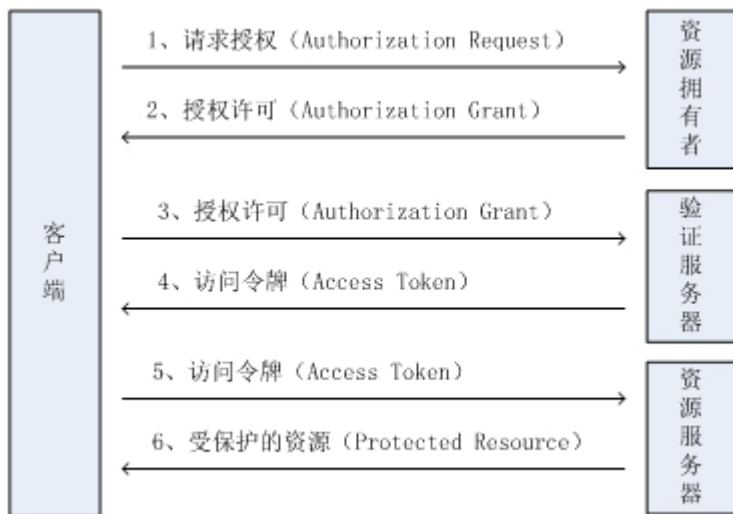 客户端
1、请求授权（Authorization Request）
2、授权许可（Authorization Grant）
资源拥有者
3、授权许可（Authorization Grant）
4、访问令牌（Access Token）
验证服务器
5、访问令牌（Access Token）
6、受保护的资源（Protected Resource）
资源服务器